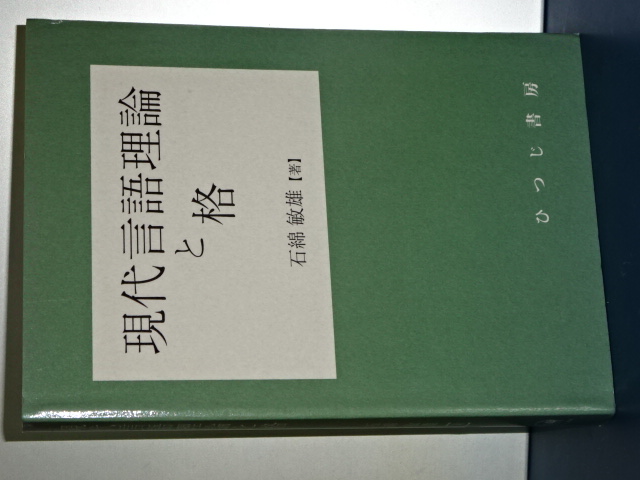 現代言語理論
と格
石綿 敏雄【著】
ひつじ書房